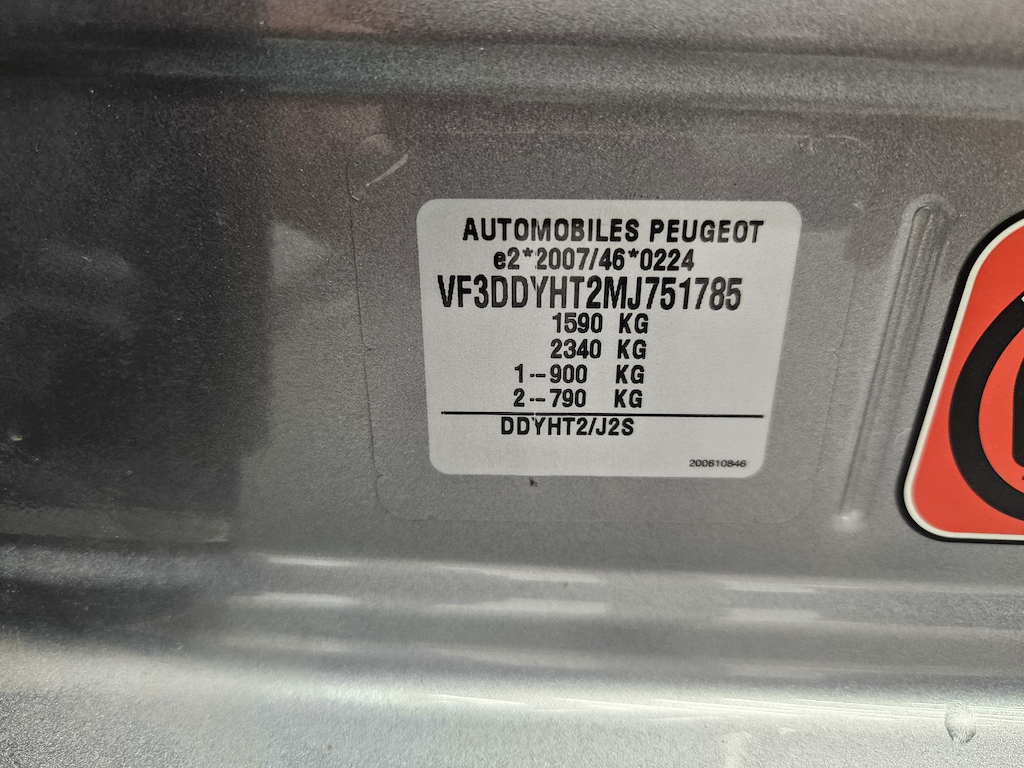 AUTOMOBILES PEUGEOT
e2*2007/46*0224
VF3DDYHT2MJ751785
1590 KG
2340 KG
1--900 KG
2--790 KG
DDYHT2/J2S
200610846